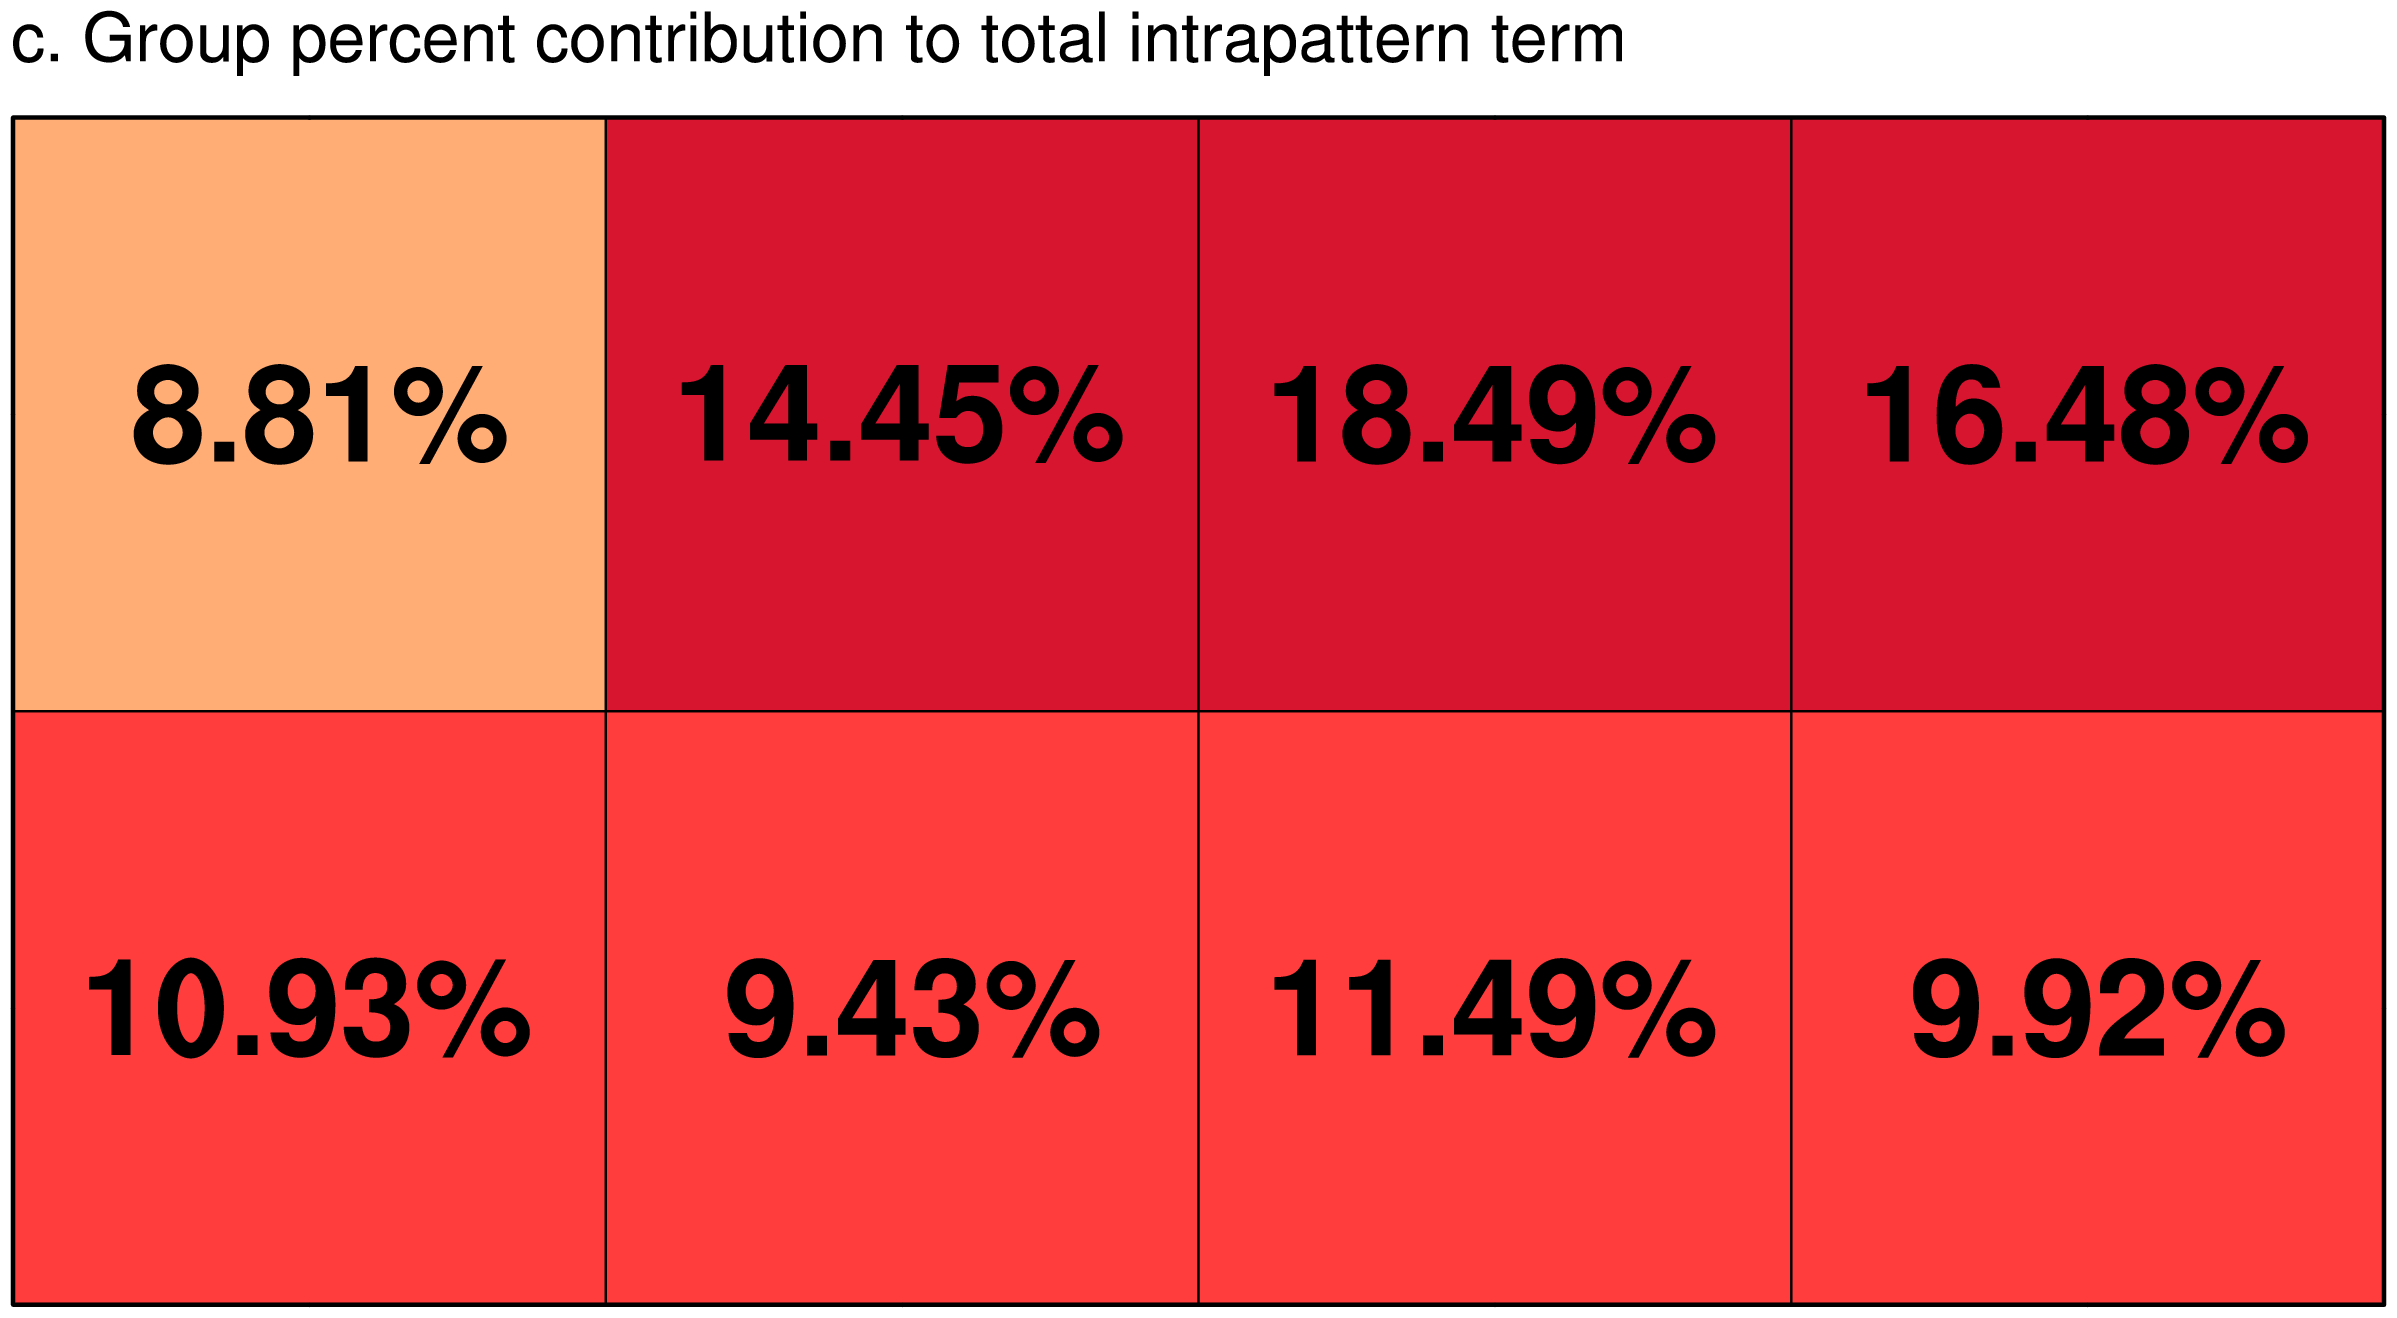 c. Group percent contribution to total intrapattern term
8.81% 14.45% 18.49% 16.48%
10.93% 9.43% 11.49% 9.92%